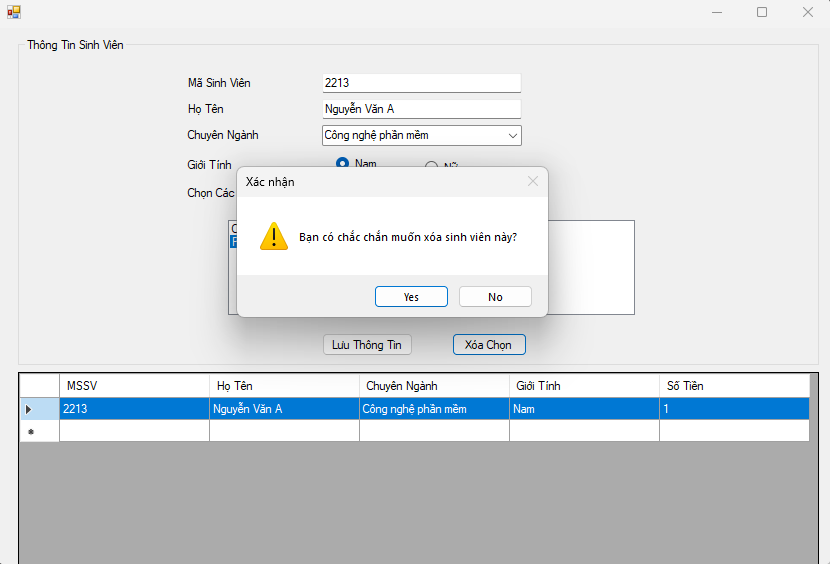 Thông Tin Sinh Viên
Mã Sinh Viên 2213
Họ Tên Nguyễn Văn A
Chuyên Ngành Công nghệ phần mềm
Giới Tính Nam Nữ
Chọn Các
Xác nhận
Bạn có chắc chắn muốn xóa sinh viên này?
Yes No
Lưu Thông Tin Xóa Chọn
MSSV Họ Tên Chuyên Ngành Giới Tính Số Tiền
2213 Nguyễn Văn A Công nghệ phần mềm Nam 1